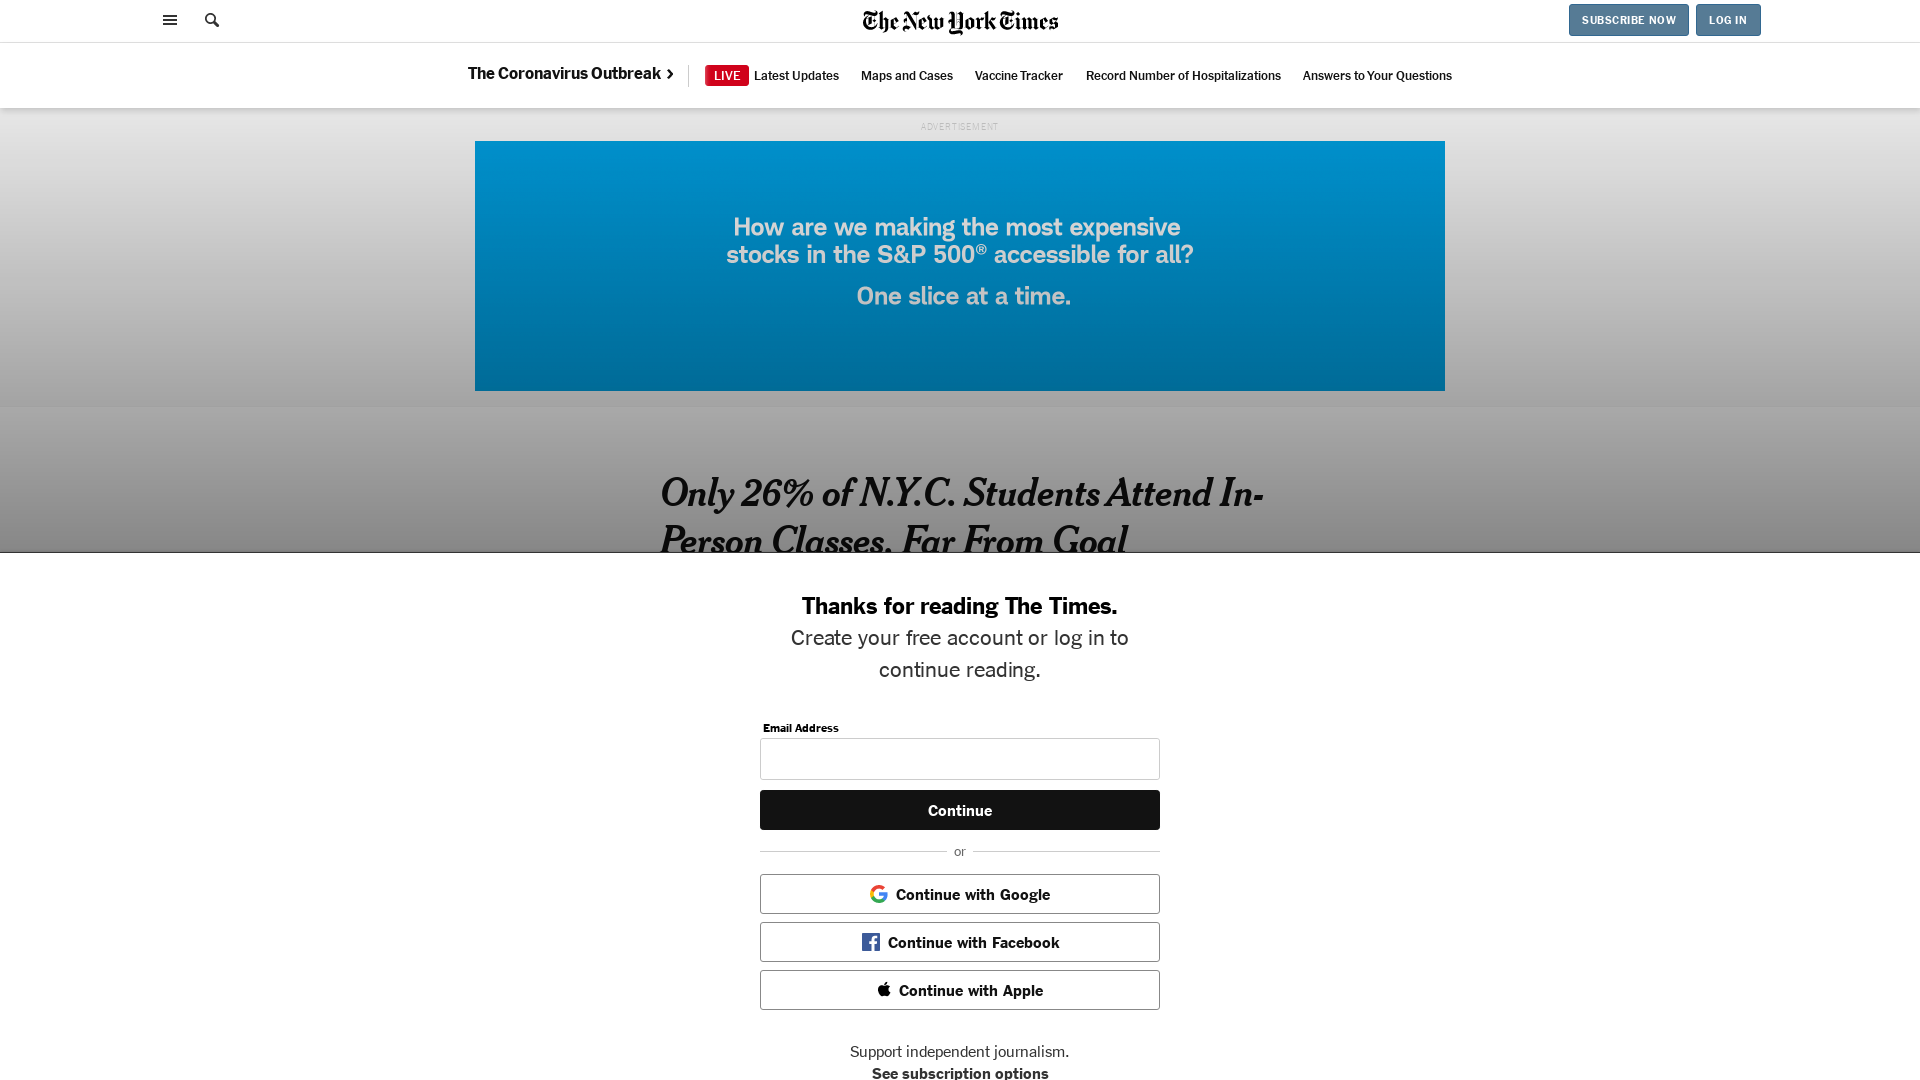 The New York Times
SUBSCRIBE NOW
LOG IN
The Coronavirus Outbreak
LIVE Latest Updates
Maps and Cases
Vaccine Tracker
Record Number of Hospitalizations
Answers to Your Questions
ADVERTISEMENT
How are we making the most expensive
stocks in the S&P 500® accessible for all?
One slice at a time.
Only 26% of N.Y.C. Students Attend In-
Person Classes, Far From Goal
Thanks for reading The Times.
Create your free account or log in to
continue reading.
Email Address
Continue
or
Continue with Google
Continue with Facebook
Continue with Apple
Support independent journalism.
See subscription options